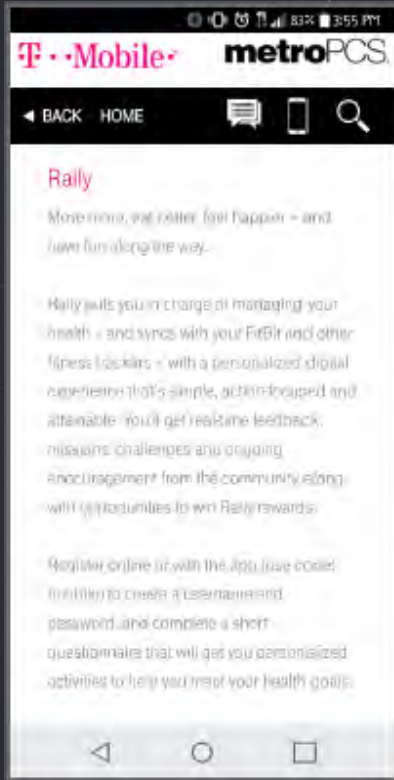 83% 3:55 PM
T··Mobile· metroPCS.
BACK HOME
Rally
Move more, eat better, feel happier – and
have fun along the way.
Rally puts you in charge of managing your
health – and syncs with your FitBit and other
fitness trackers – with a personalized digital
experience that's simple, action-focused and
attainable. You'll get real-time feedback,
missions, challenges and ongoing
encouragement from the community along
with opportunities to win Rally rewards.
Register online or with the app (use code:
to create a username and
password, and complete a short
questionnaire that will get you personalized
activities to help you meet your health goals.